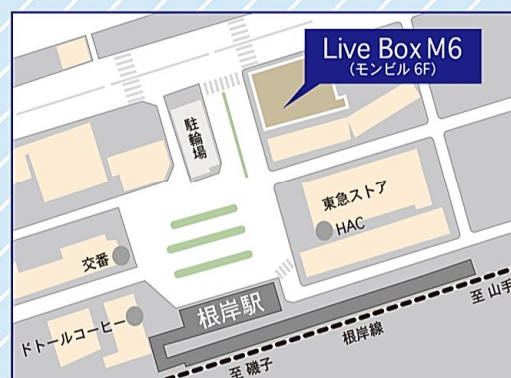 Live Box M6
(モンビル 6F)
駐輪場
東急ストア
HAC
交番
ドトールコーヒー
根岸駅
根岸線
至 山手
至 磯子